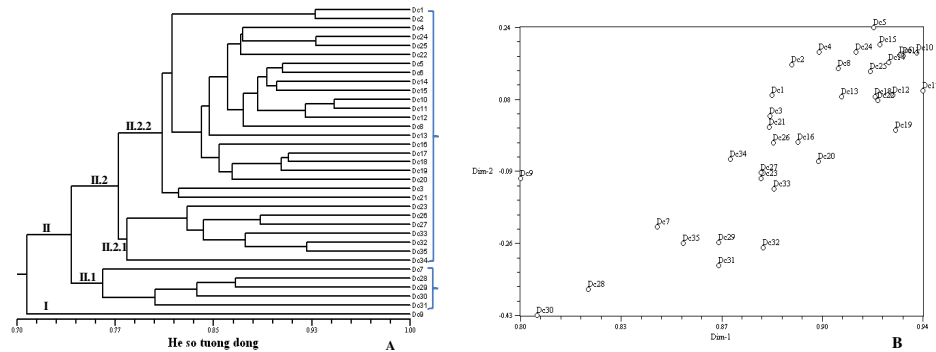 Dc1
Dc2
Dc4
Dc24
Dc25
Dc22
Dc5
Dc6
Dc14
Dc15
Dc10
Dc11
Dc12
Dc8
Dc13
Dc16
Dc17
Dc18
Dc19
Dc20
Dc3
Dc21
Dc23
Dc26
Dc27
Dc33
Dc32
Dc35
Dc34
Dc7
Dc28
Dc29
Dc30
Dc31
Dc9
II.2.2
II.2
II
II.2.1
II.1
I
0.70 0.77 0.85 0.93 1.00
He so tuong dong A
0.24
0.08
Dim-2 -0.09
-0.26
-0.43
Dc5
Dc15
Dc4 Dc24 Dc10
Dc14
Dc2 Dc8 Dc25
Dc1 Dc13 Dc18 Dc12
Dc3
Dc21 Dc19
Dc26 Dc16
Dc34 Dc20
Dc27
Dc9 Dc23
Dc33
Dc7
Dc35 Dc29 Dc32
Dc31
Dc28
Dc30
0.80 0.83 0.87 0.90 0.94
Dim-1 B